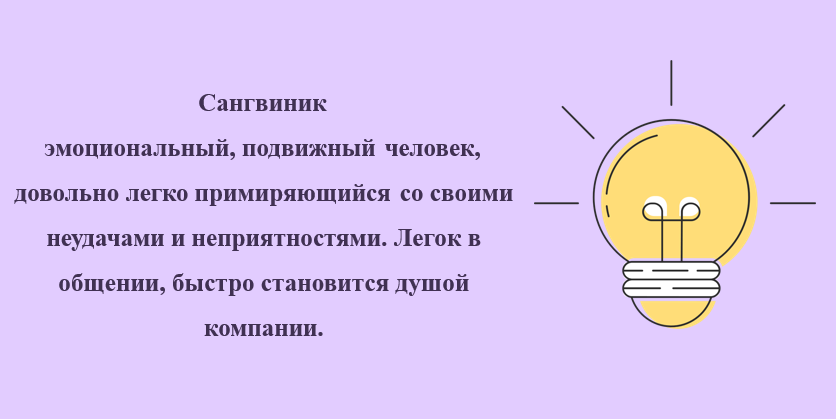 Сангвиник
эмоциональный, подвижный человек,
довольно легко примиряющийся со своими
неудачами и неприятностями. Легок в
общении, быстро становится душой
компании.